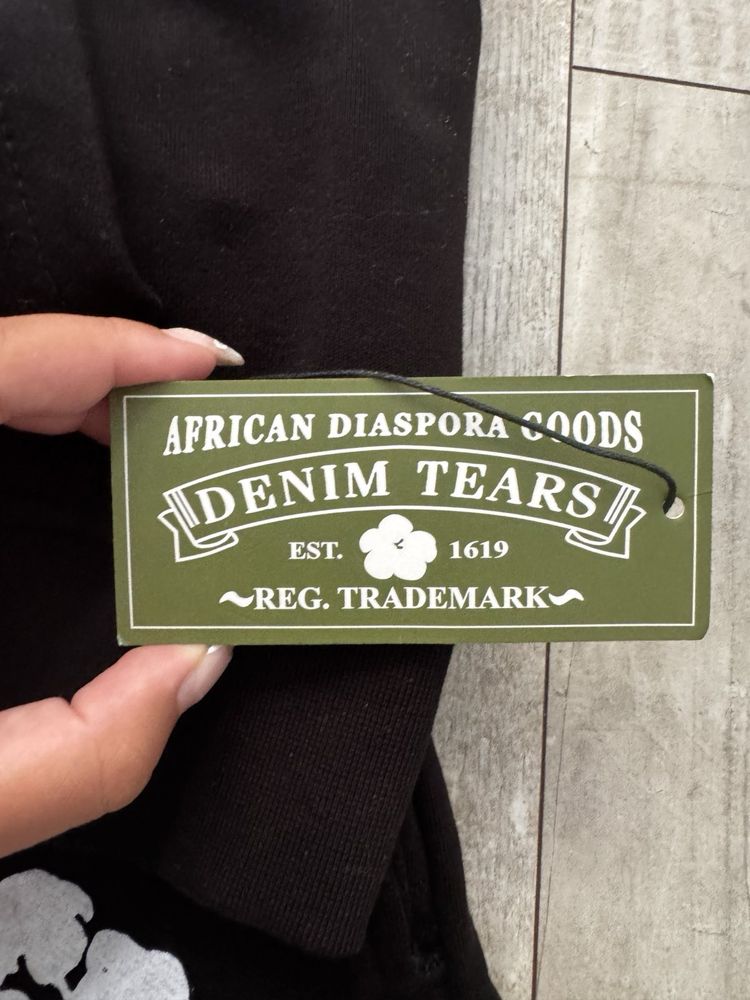 AFRICAN DIASPORA GOODS
DENIM TEARS
EST. 1619
~REG. TRADEMARK~